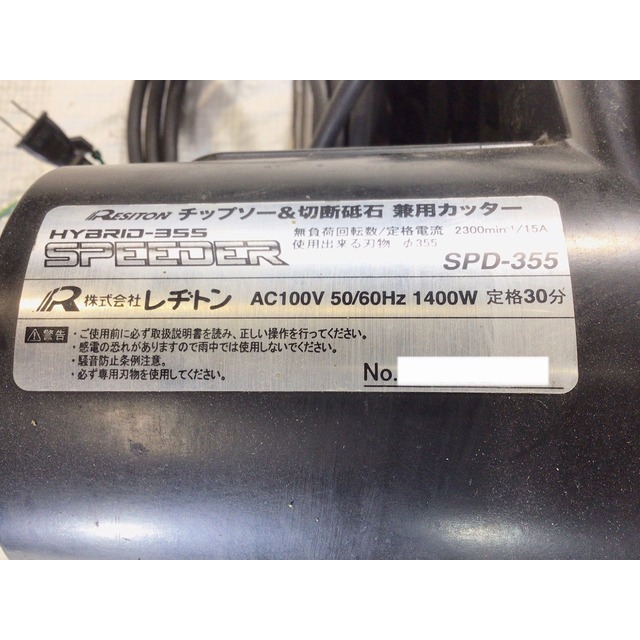 RESITON チップソー&切断砥石 兼用カッター
HYBRID-355
SPEEDER
無負荷回転数/定格電流 2300min⁻¹/15A
使用出来る刃物 φ355
SPD-355
株式会社レヂトン AC100V 50/60Hz 1400W 定格30分
警告
・ご使用前に必ず取扱説明書を読み、正しい操作を行ってください。
・感電の恐れがありますので雨中では使用しないでください。
・騒音防止条例注意。
・必ず専用刃物を使用してください。
No.